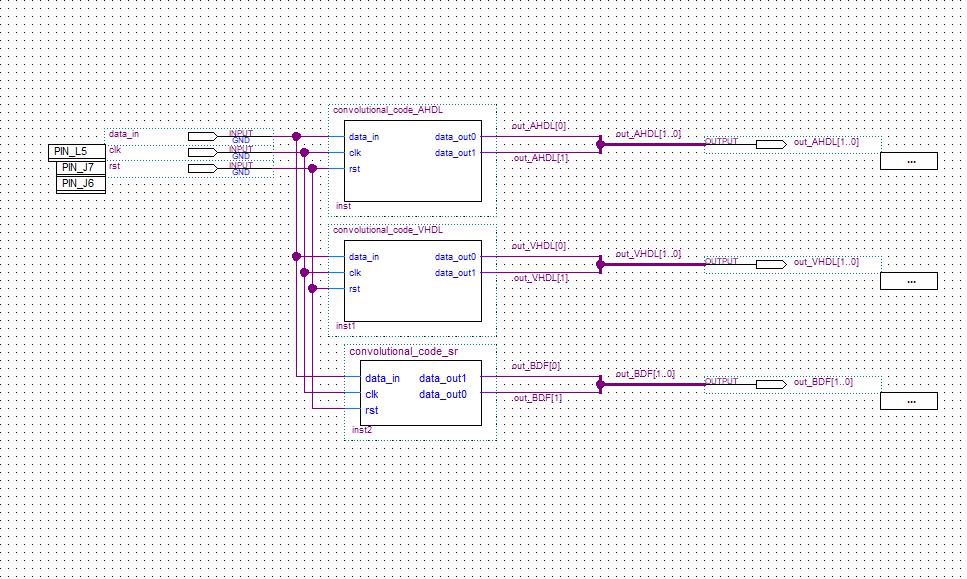 convolutional_code_AHDL
data_in INPUT GND
PIN_L5 clk INPUT GND
PIN_J7 rst INPUT GND
PIN_J6
data_in data_out0 out_AHDL[0] out_AHDL[1..0] OUTPUT out_AHDL[1..0]
clk data_out1 out_AHDL[1] ...
rst
inst
convolutional_code_VHDL
data_in data_out0 out_VHDL[0] out_VHDL[1..0] OUTPUT out_VHDL[1..0]
clk data_out1 out_VHDL[1] ...
rst
inst1
convolutional_code_sr
data_in data_out1 out_BDF[0] out_BDF[1..0] OUTPUT out_BDF[1..0]
clk data_out0 out_BDF[1] ...
rst
inst2